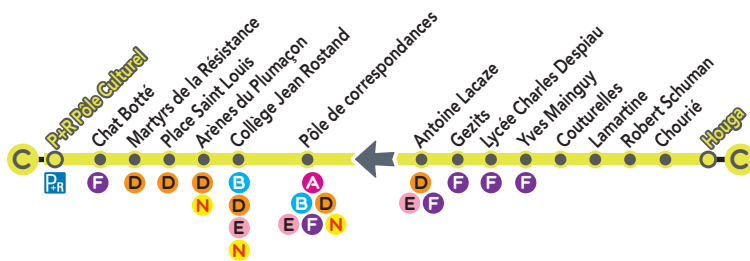 P+R Pôle Culturel
Chat Botté
Martyrs de la Résistance
Place Saint Louis
Arènes du Plumaçon
Collège Jean Rostand
Pôle de correspondances
Antoine Lacaze
Gezits
Lycée Charles Despiau
Yves Mainguy
Couturelles
Lamartine
Robert Schuman
Chourié
Houga
C C
P+R F D D D B A D F F F
N D B D E F
E E F N
N